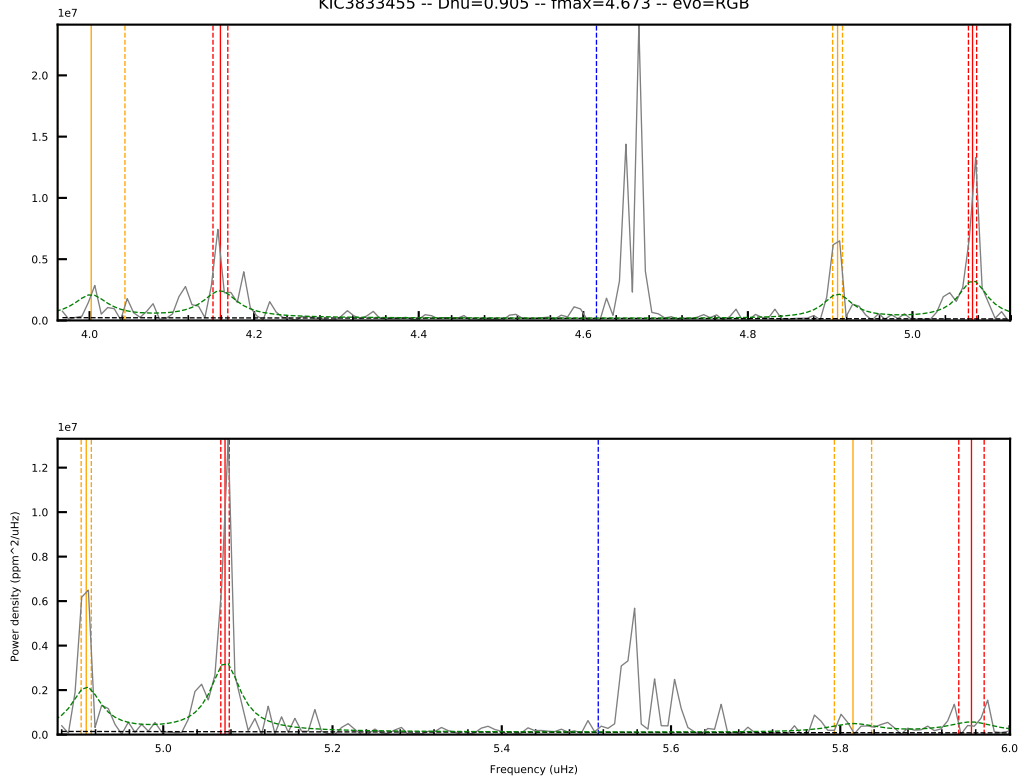 KIC3833455 -- Dnu=0.905 -- fmax=4.673 -- evo=RGB
1e7
2.0
1.5
1.0
0.5
0.0
4.0 4.2 4.4 4.6 4.8 5.0
1e7
1.2
1.0
0.8
0.6
0.4
0.2
0.0
Power density (ppm^2/uHz)
5.0 5.2 5.4 5.6 5.8 6.0
Frequency (uHz)